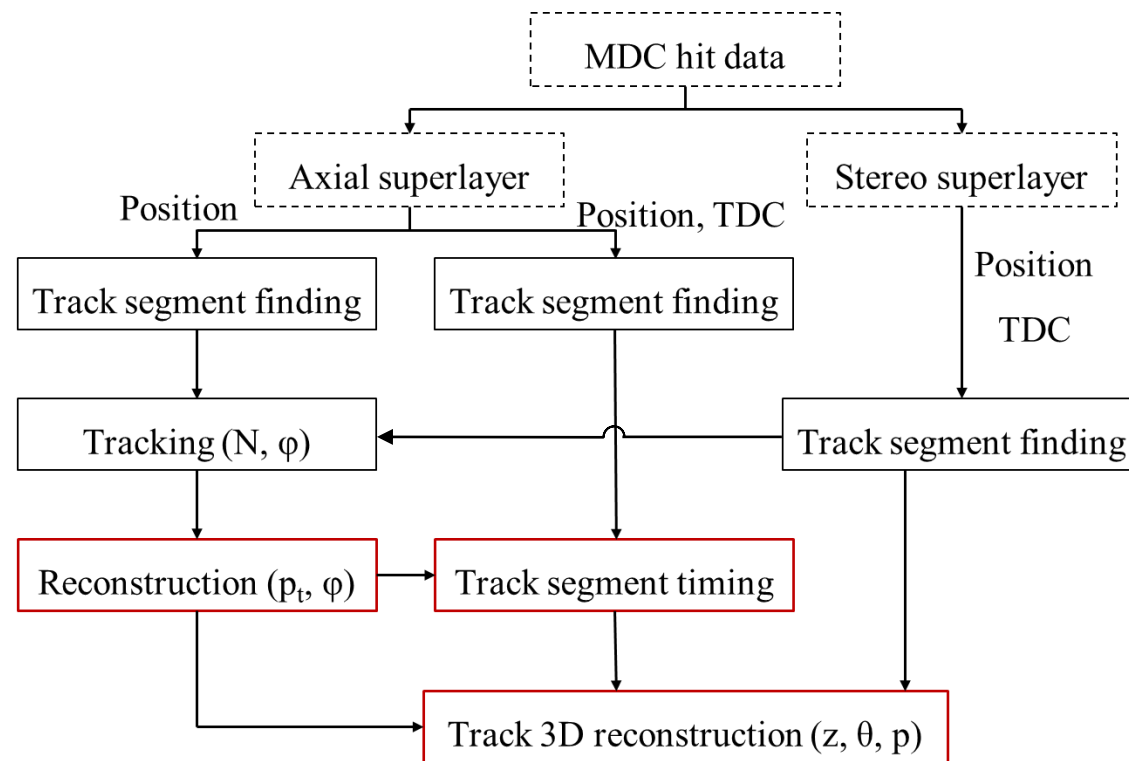 MDC hit data
Axial superlayer
Stereo superlayer
Position
Position, TDC
Position
TDC
Track segment finding
Track segment finding
Tracking (N, φ)
Track segment finding
Reconstruction (pₜ, φ)
Track segment timing
Track 3D reconstruction (z, θ, p)